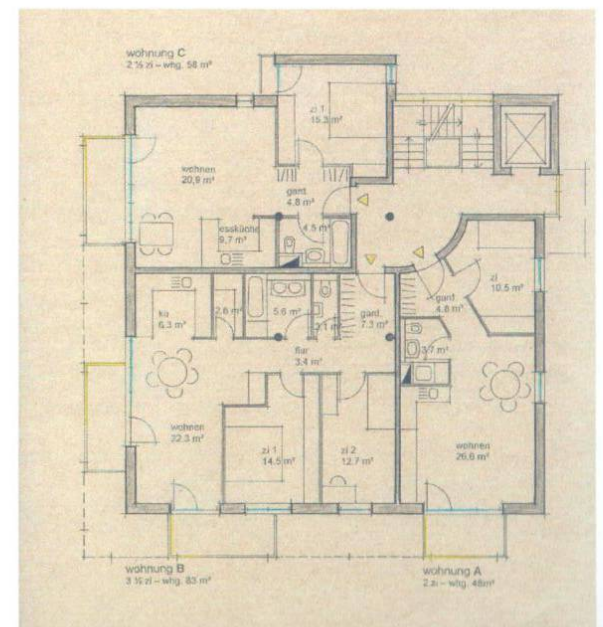 wohnung C
2 ½ zi – whg. 58 m²
zi 1
15.3 m²
wohnen
20,9 m²
gard.
4.8 m²
essküche
9,7 m²
4.5 m²
zi
10.5 m²
gard.
4.8 m²
kü
6.3 m²
2.6 m²
5.6 m²
2.1 m²
gard.
7.3 m²
3.7 m²
flur
3.4 m²
wohnen
22.3 m²
zi 1
14.5 m²
zi 2
12.7 m²
wohnen
26,6 m²
wohnung B
3 ½ zi – whg. 83 m²
wohnung A
2 zi – whg. 48m²